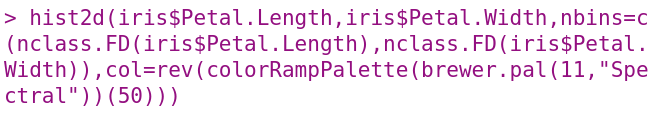 > hist2d(iris$Petal.Length,iris$Petal.Width,nbins=c
(nclass.FD(iris$Petal.Length),nclass.FD(iris$Petal.
Width)),col=rev(colorRampPalette(brewer.pal(11,"Spe
ctral"))(50)))